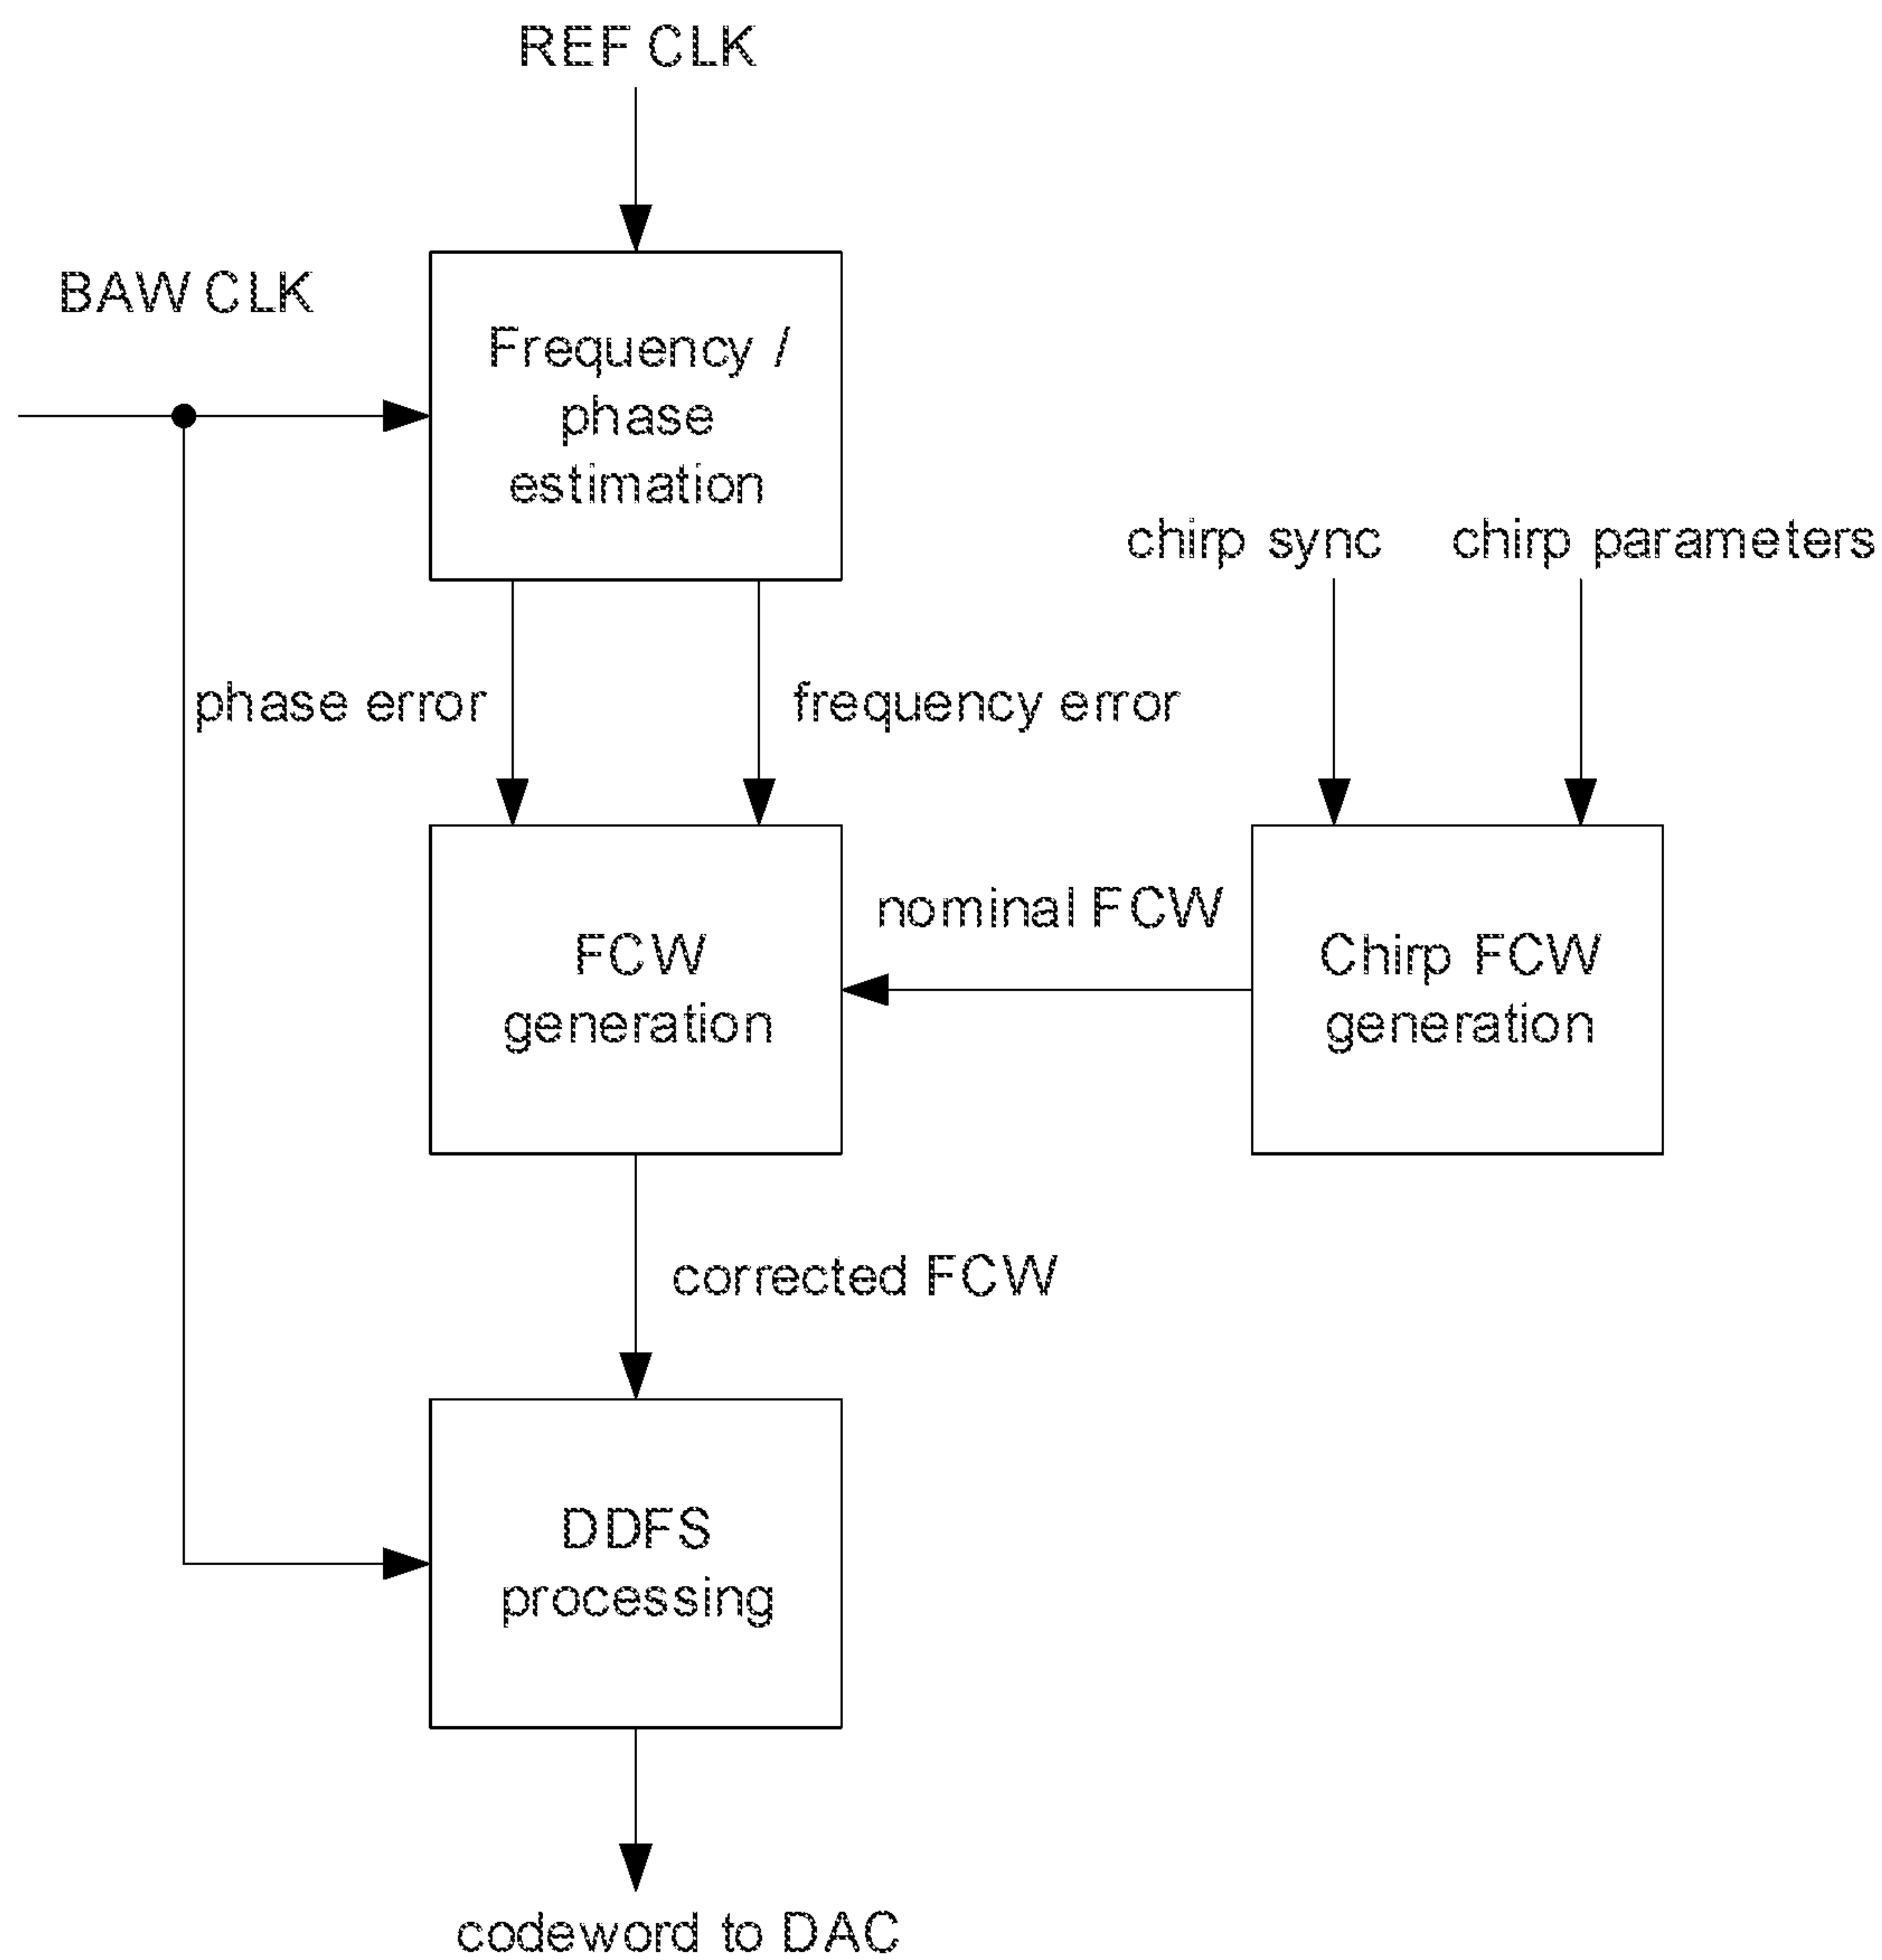 REF CLK
BAW CLK
Frequency /
phase
estimation
chirp sync
chirp parameters
phase error
frequency error
nominal FCW
FCW
generation
Chirp FCW
generation
corrected FCW
DDFS
processing
codeword to DAC